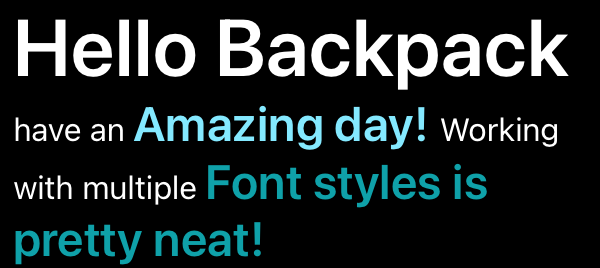 Hello Backpack
have an Amazing day! Working
with multiple Font styles is
pretty neat!